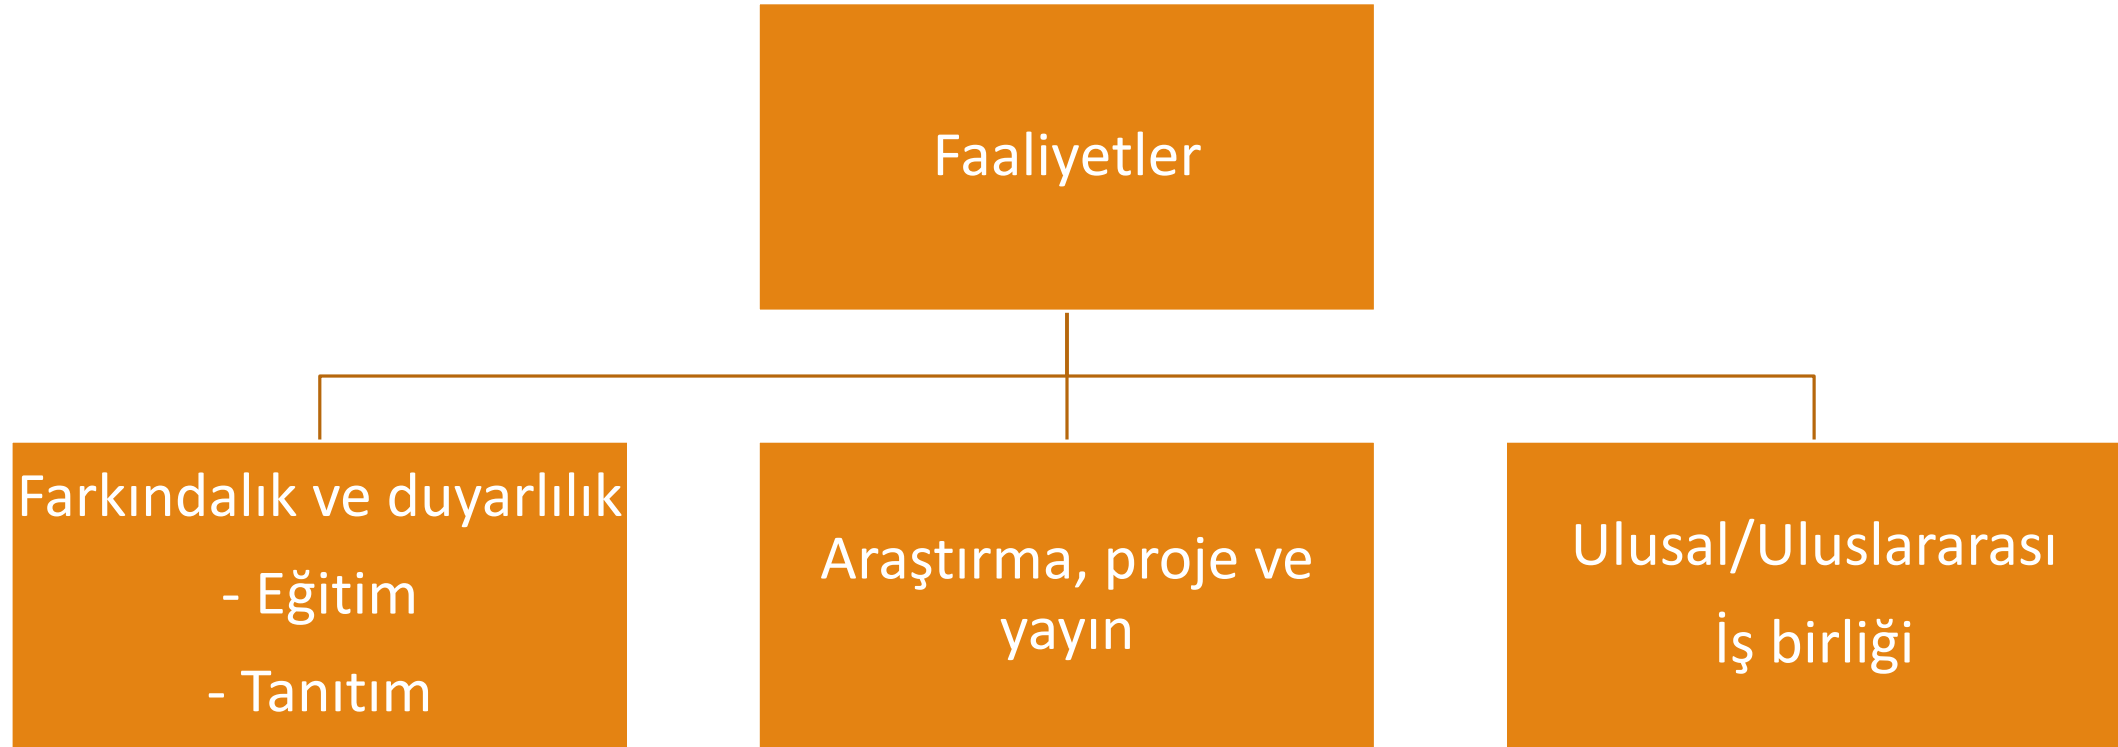 Faaliyetler
Farkındalık ve duyarlılık
- Eğitim
- Tanıtım
Araştırma, proje ve
yayın
Ulusal/Uluslararası
İş birliği